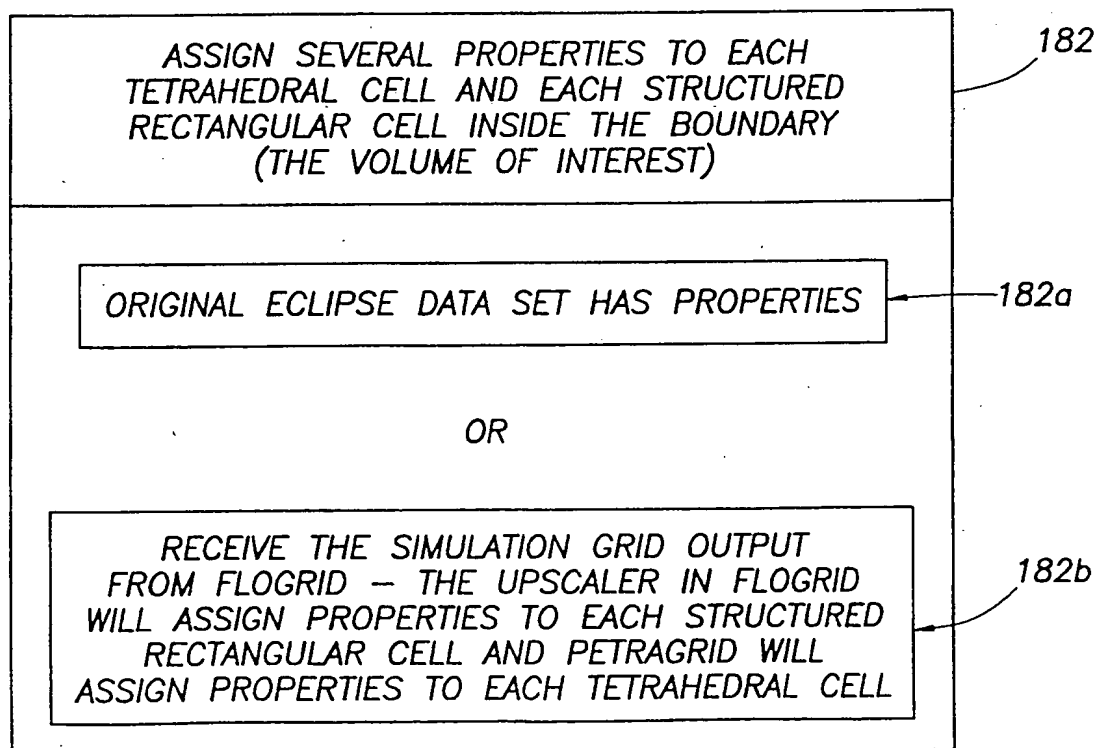 ASSIGN SEVERAL PROPERTIES TO EACH
TETRAHEDRAL CELL AND EACH STRUCTURED
RECTANGULAR CELL INSIDE THE BOUNDARY
(THE VOLUME OF INTEREST)
182
ORIGINAL ECLIPSE DATA SET HAS PROPERTIES
182a
OR
RECEIVE THE SIMULATION GRID OUTPUT
FROM FLOGRID – THE UPSCALER IN FLOGRID
WILL ASSIGN PROPERTIES TO EACH STRUCTURED
RECTANGULAR CELL AND PETRAGRID WILL
ASSIGN PROPERTIES TO EACH TETRAHEDRAL CELL
182b